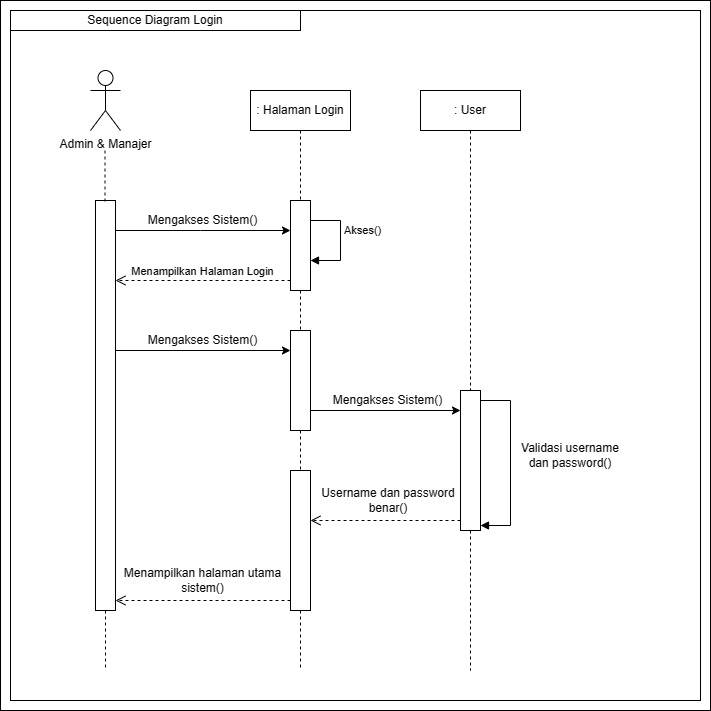 Sequence Diagram Login
: Halaman Login
: User
Admin & Manajer
Mengakses Sistem()
Akses()
Menampilkan Halaman Login
Mengakses Sistem()
Mengakses Sistem()
Validasi username
dan password()
Username dan password
benar()
Menampilkan halaman utama
sistem()